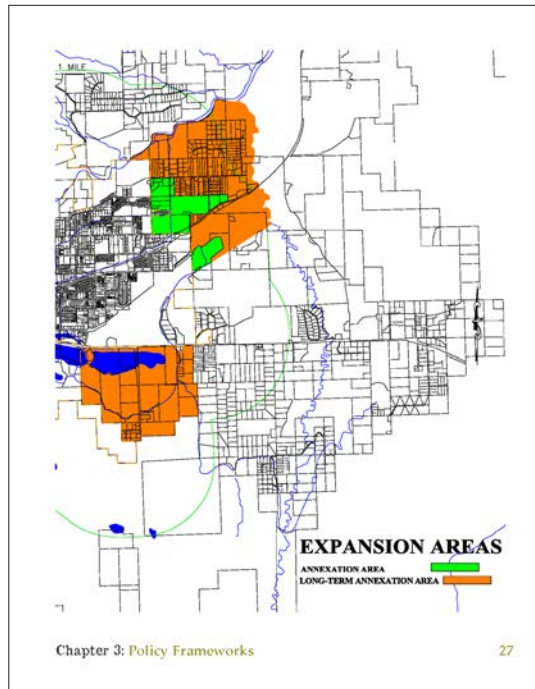 1 MILE
EXPANSION AREAS
ANNEXATION AREA
LONG-TERM ANNEXATION AREA
Chapter 3: Policy Frameworks 27